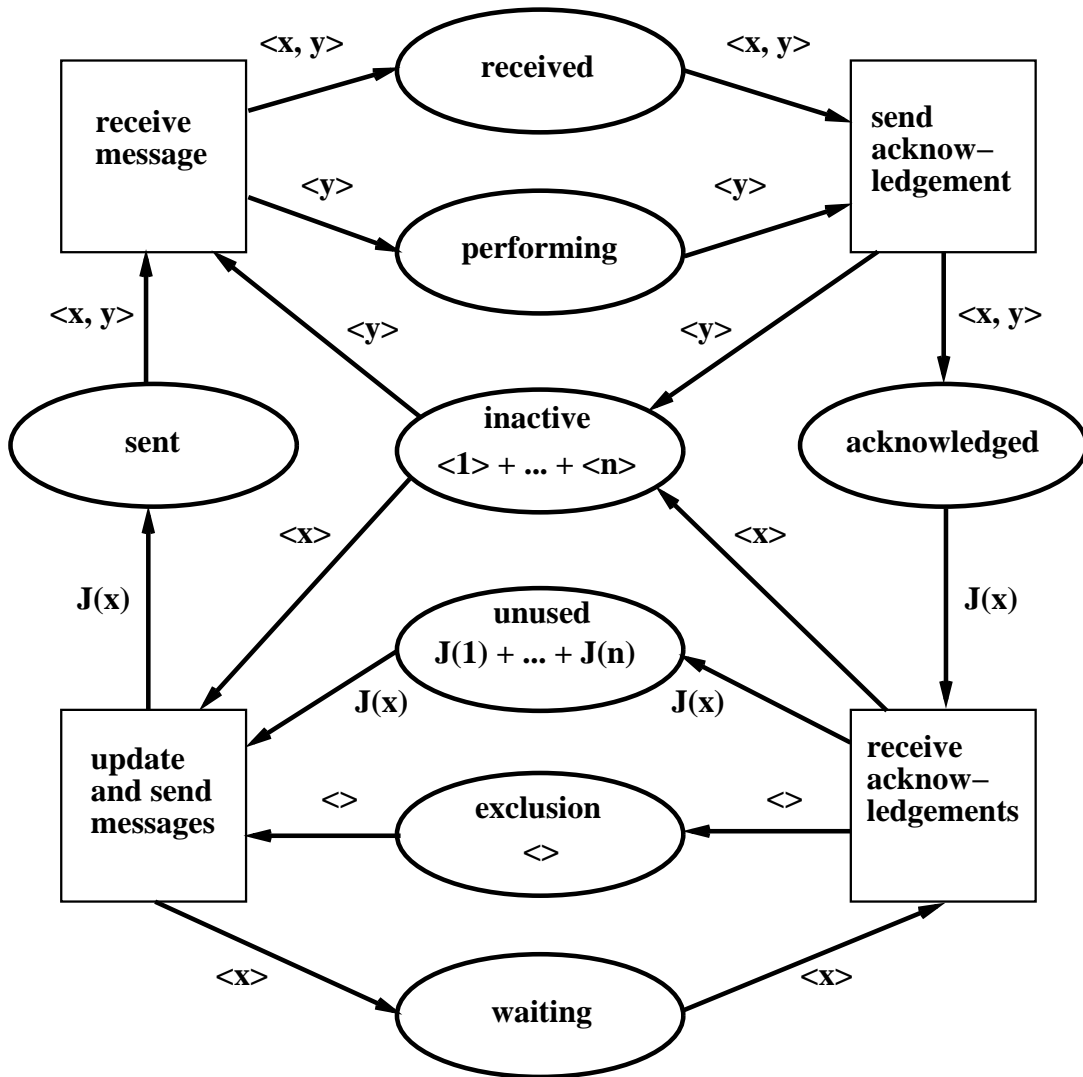 <x, y>
<x, y>
received
receive
message
send
acknow–
ledgement
<y>
<y>
performing
<x, y>
<y>
<y>
<x, y>
inactive
<1> + ... + <n>
sent
acknowledged
<x>
<x>
J(x)
J(x)
unused
J(1) + ... + J(n)
J(x)
J(x)
update
and send
messages
receive
acknow–
ledgements
<>
exclusion
<>
<>
<x>
<x>
waiting